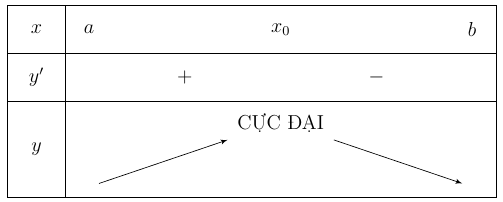 x a x₀ b
y′ + −
CỰC ĐẠI
y